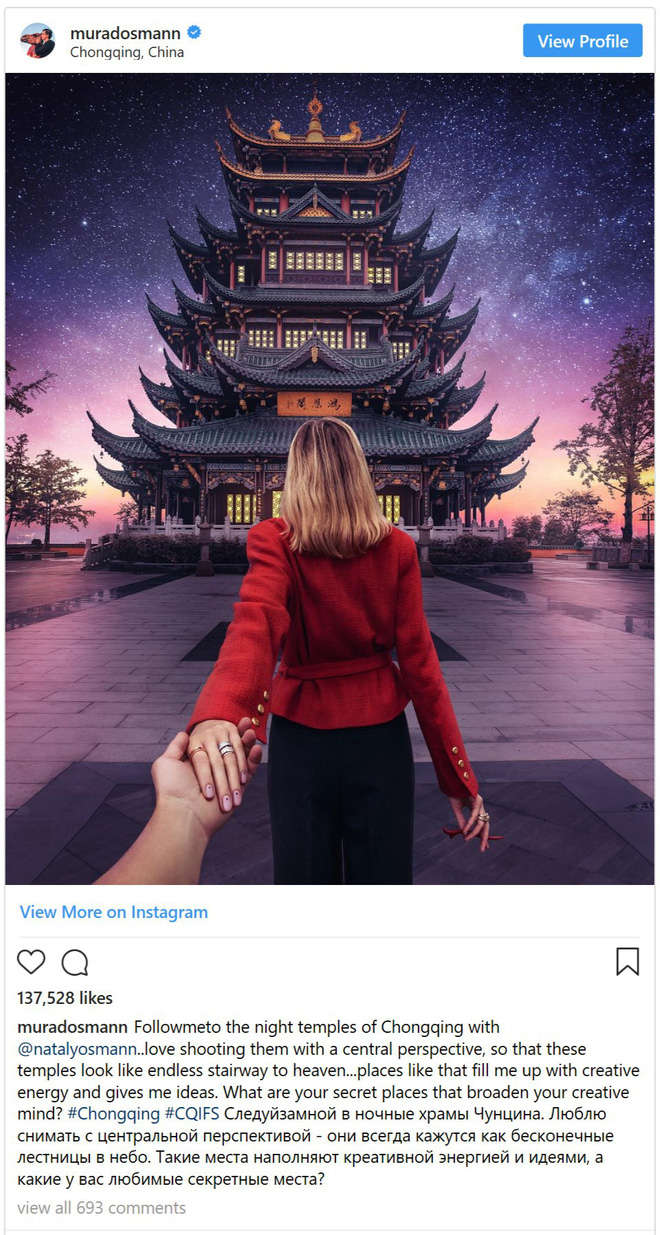 muradosmann
Chongqing, China
View Profile
鴻恩閣
View More on Instagram
137,528 likes
muradosmann Followmeto the night temples of Chongqing with
@natalyosmann..love shooting them with a central perspective, so that these
temples look like endless stairway to heaven...places like that fill me up with creative
energy and gives me ideas. What are your secret places that broaden your creative
mind? #Chongqing #CQIFS Следуйзамной в ночные храмы Чунцина. Люблю
снимать с центральной перспективой - они всегда кажутся как бесконечные
лестницы в небо. Такие места наполняют креативной энергией и идеями, а
какие у вас любимые секретные места?
view all 693 comments